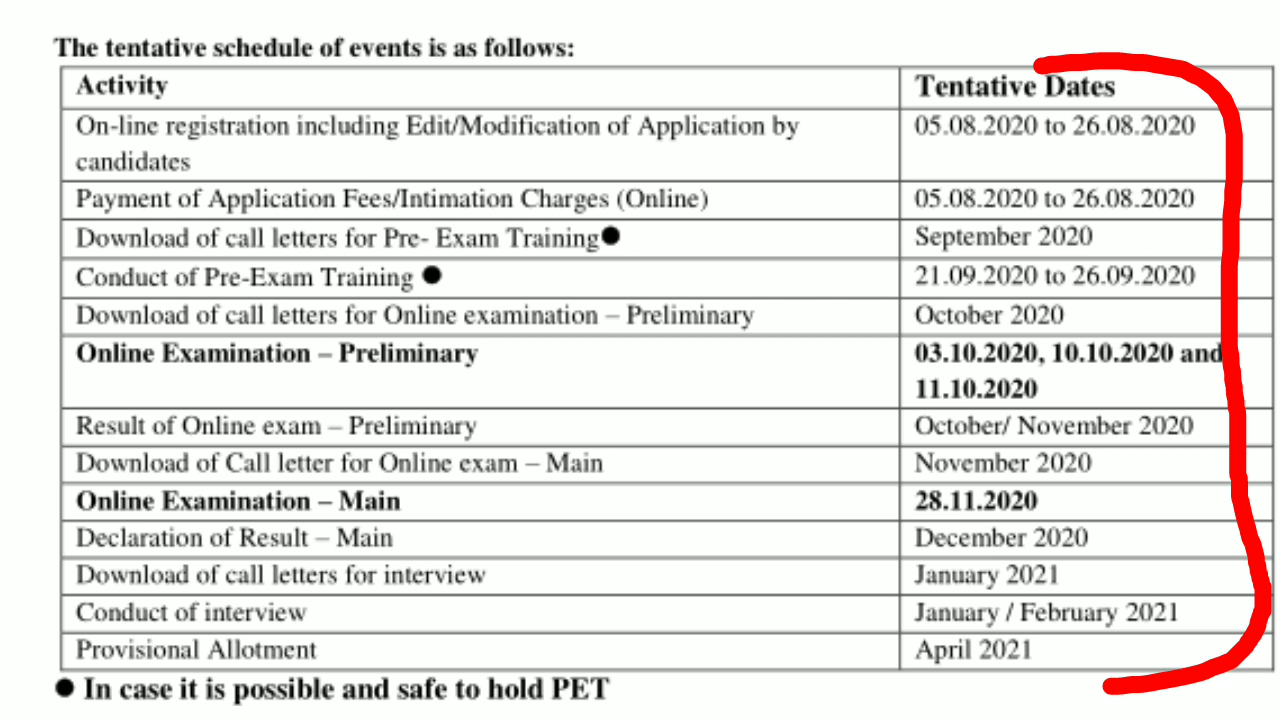 The tentative schedule of events is as follows:
Activity Tentative Dates
On-line registration including Edit/Modification of Application by 05.08.2020 to 26.08.2020
candidates
Payment of Application Fees/Intimation Charges (Online) 05.08.2020 to 26.08.2020
Download of call letters for Pre- Exam Training● September 2020
Conduct of Pre-Exam Training ● 21.09.2020 to 26.09.2020
Download of call letters for Online examination – Preliminary October 2020
Online Examination – Preliminary 03.10.2020, 10.10.2020 and
11.10.2020
Result of Online exam – Preliminary October/ November 2020
Download of Call letter for Online exam – Main November 2020
Online Examination – Main 28.11.2020
Declaration of Result – Main December 2020
Download of call letters for interview January 2021
Conduct of interview January / February 2021
Provisional Allotment April 2021
● In case it is possible and safe to hold PET